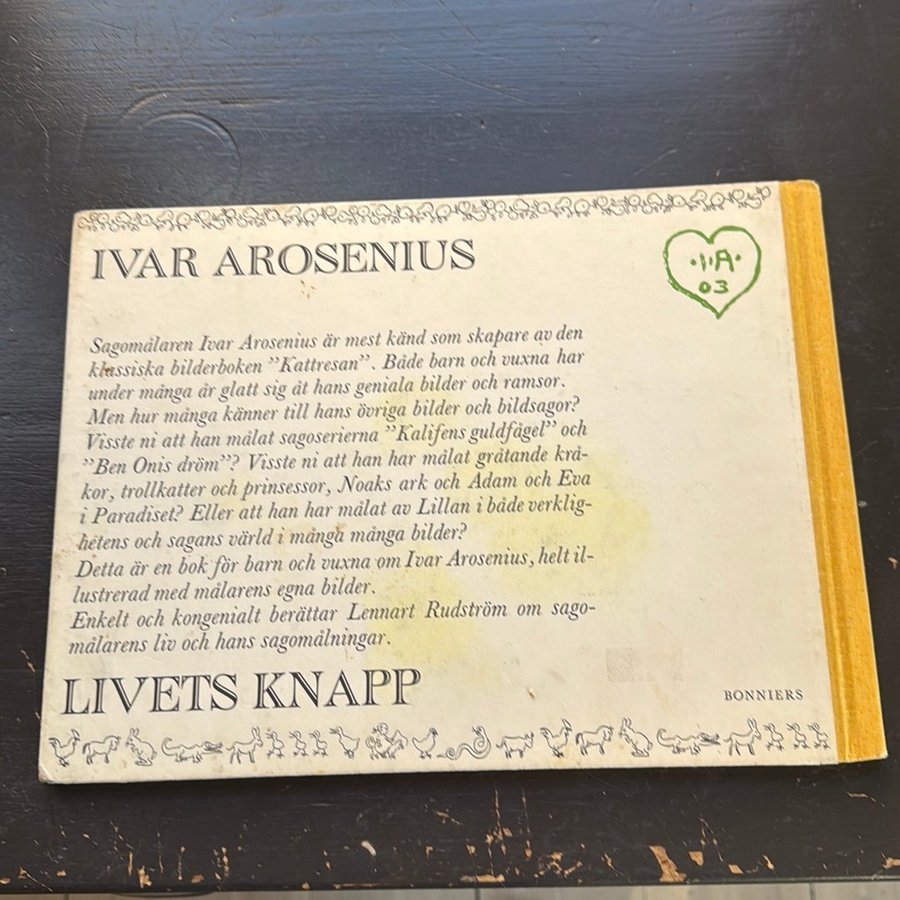 IVAR AROSENIUS
·I·A·
03
Sagomålaren Ivar Arosenius är mest känd som skapare av den
klassiska bilderboken ”Kattresan”. Både barn och vuxna har
under många år glatt sig åt hans geniala bilder och ramsor.
Men hur många känner till hans övriga bilder och bildsagor?
Visste ni att han målat sagoserierna ”Kalifens guldfågel” och
”Ben Onis dröm”? Visste ni att han har målat gråtande krå-
kor, trollkatter och prinsessor, Noaks ark och Adam och Eva
i Paradiset? Eller att han har målat av Lillan i både verklig-
hetens och sagans värld i många många bilder?
Detta är en bok för barn och vuxna om Ivar Arosenius, helt il-
lustrerad med målarens egna bilder.
Enkelt och kongenialt berättar Lennart Rudström om sago-
målarens liv och hans sagomålningar.
LIVETS KNAPP
BONNIERS